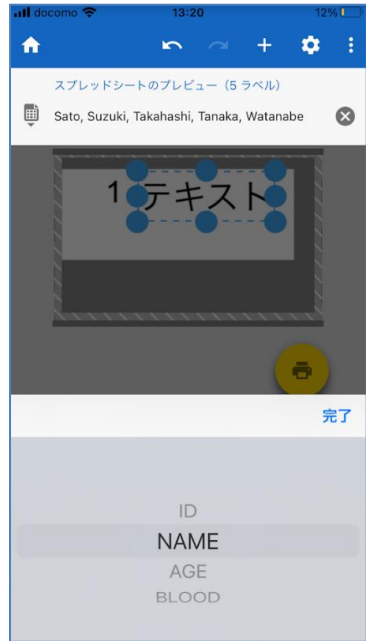 docomo 13:20 12%
スプレッドシートのプレビュー（5 ラベル）
Sato, Suzuki, Takahashi, Tanaka, Watanabe
1 テキスト
完了
ID
NAME
AGE
BLOOD